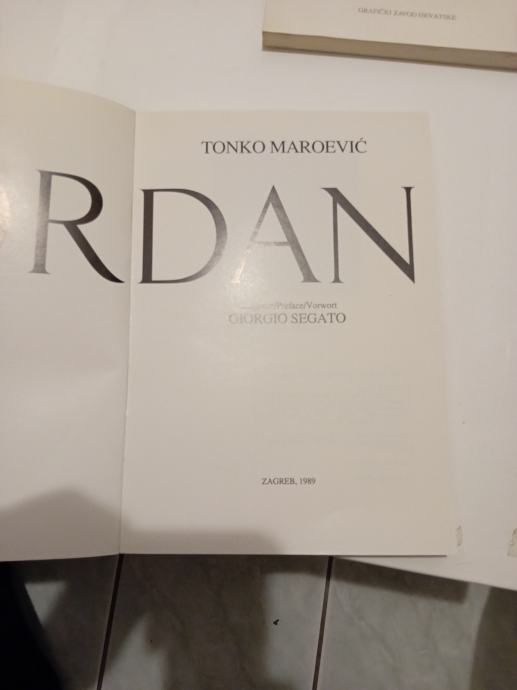 GRAFIČKI ZAVOD HRVATSKE
TONKO MAROEVIĆ
RDAN
/Preface/Vorwort
GIORGIO SEGATO
ZAGREB, 1989